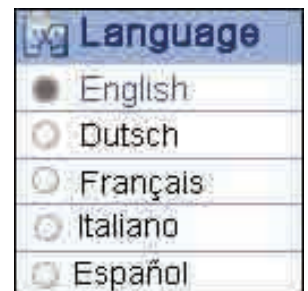 Language
English
Dutsch
Français
Italiano
Español